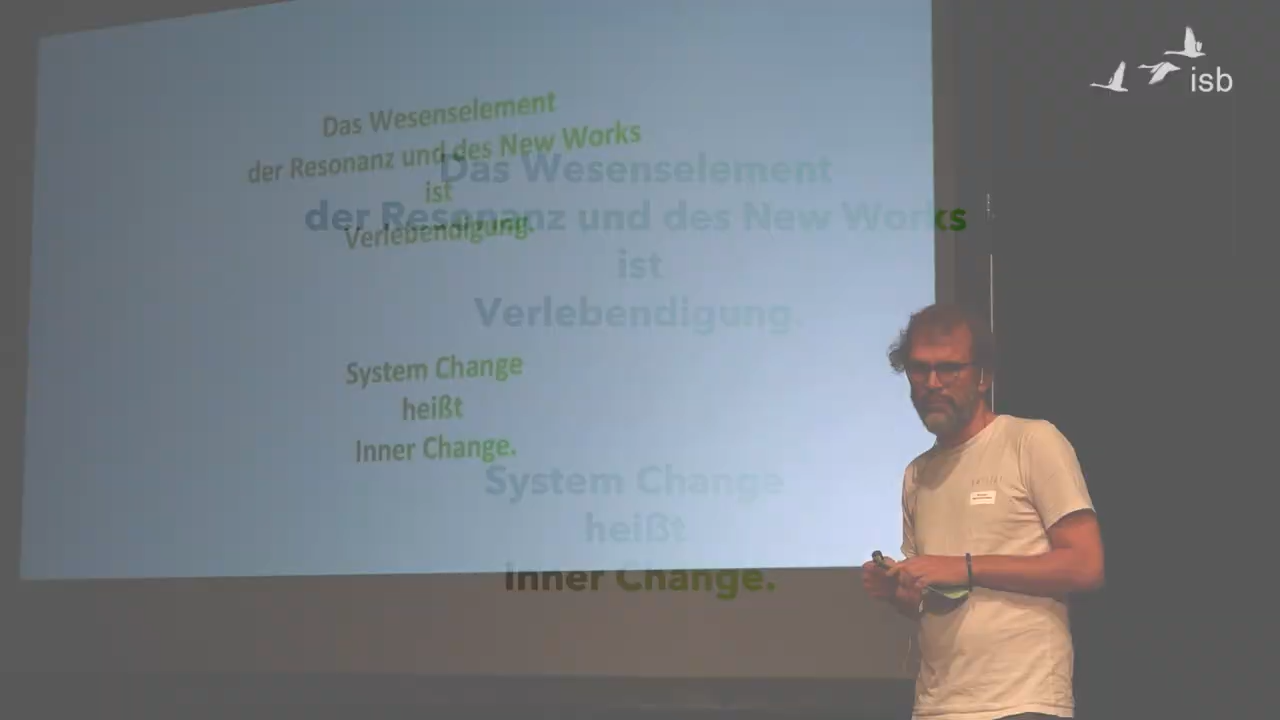 isb
Das Wesenselement
der Resonanz und des New Works
ist
Verlebendigung.
System Change
heißt
Inner Change.
Das Wesenselement
der Resonanz und des New Works
ist
Verlebendigung.
System Change
heißt
Inner Change.